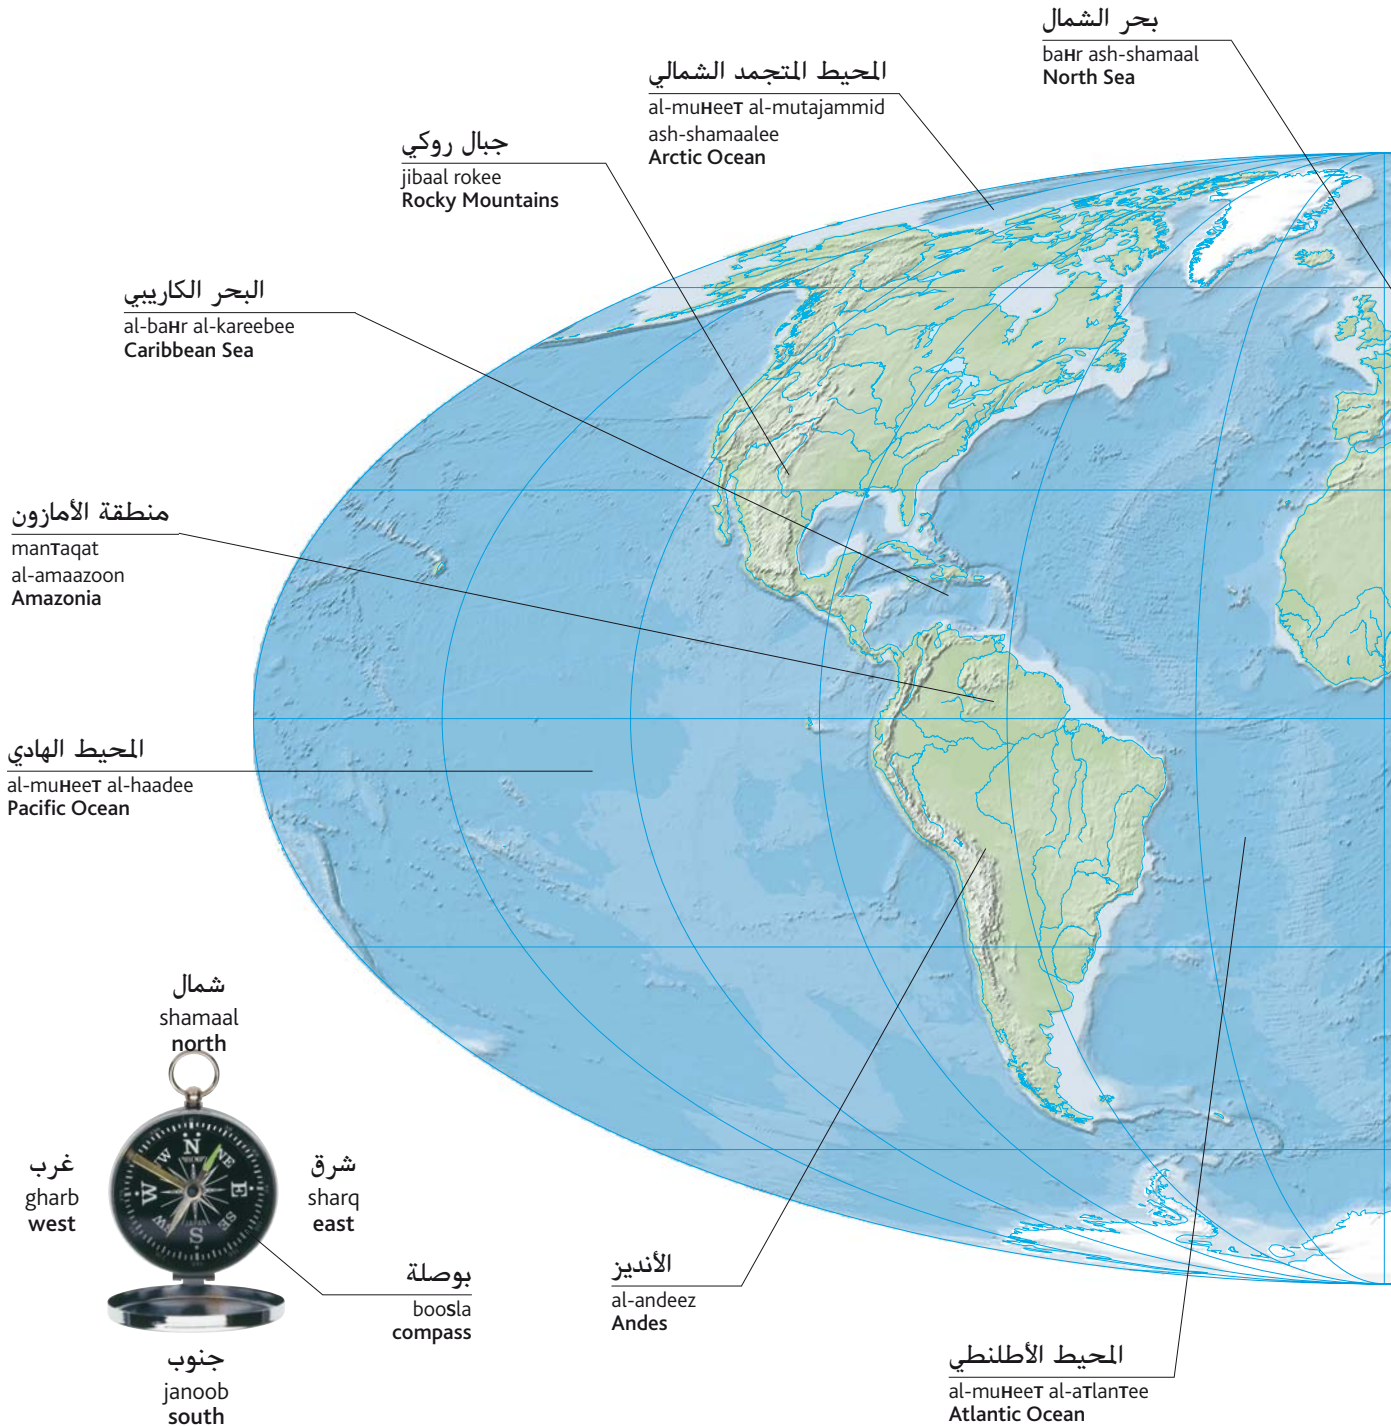 بحر الشمال
baHr ash-shamaal
North Sea
المحيط المتجمد الشمالي
al-muHeeT al-mutajammid
ash-shamaalee
Arctic Ocean
جبال روكي
jibaal rokee
Rocky Mountains
البحر الكاريبي
al-baHr al-kareebee
Caribbean Sea
منطقة الأمازون
manTaqat
al-amaazoon
Amazonia
المحيط الهادي
al-muHeeT al-haadee
Pacific Ocean
شمال
shamaal
north
غرب
gharb
west
شرق
sharq
east
N
NE
E
SE
S
SW
W
بوصلة
boosla
compass
جنوب
janoob
south
الأنديز
al-andeez
Andes
المحيط الأطلنطي
al-muHeeT al-aTlanTee
Atlantic Ocean